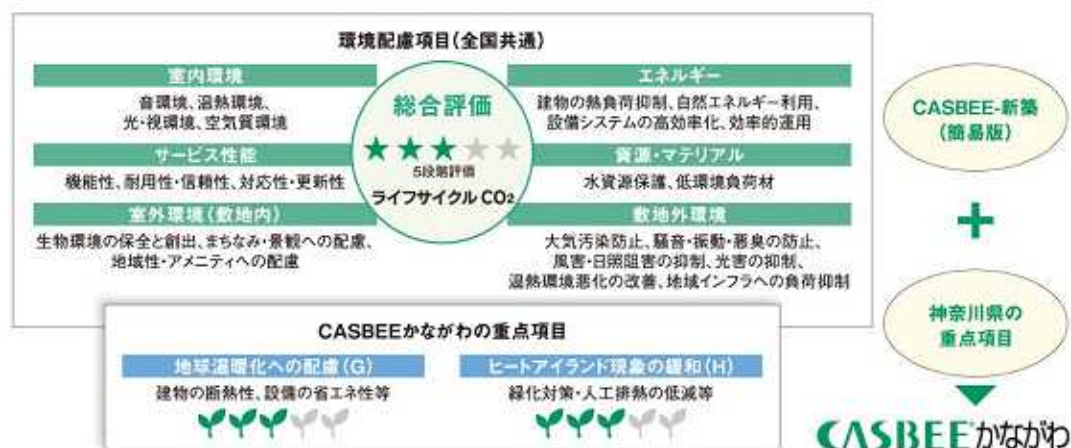 環境配慮項目(全国共通)
室内環境
音環境、温熱環境、
光・視環境、空気質環境
サービス性能
機能性、耐用性・信頼性、対応性・更新性
室外環境(敷地内)
生物環境の保全と創出、まちなみ・景観への配慮、
地域性・アメニティへの配慮
総合評価
5段階評価
ライフサイクル CO2
エネルギー
建物の熱負荷抑制、自然エネルギー利用、
設備システムの高効率化、効率的運用
資源・マテリアル
水資源保護、低環境負荷材
敷地外環境
大気汚染防止、騒音・振動・悪臭の防止、
風害・日照阻害の抑制、光害の抑制、
温熱環境悪化の改善、地域インフラへの負荷抑制
CASBEEかながわの重点項目
地球温暖化への配慮(G)
建物の断熱性、設備の省エネ性等
ヒートアイランド現象の緩和(H)
緑化対策・人工排熱の低減等
CASBEE-新築
(簡易版)
+
神奈川県の
重点項目
CASBEE かながわ